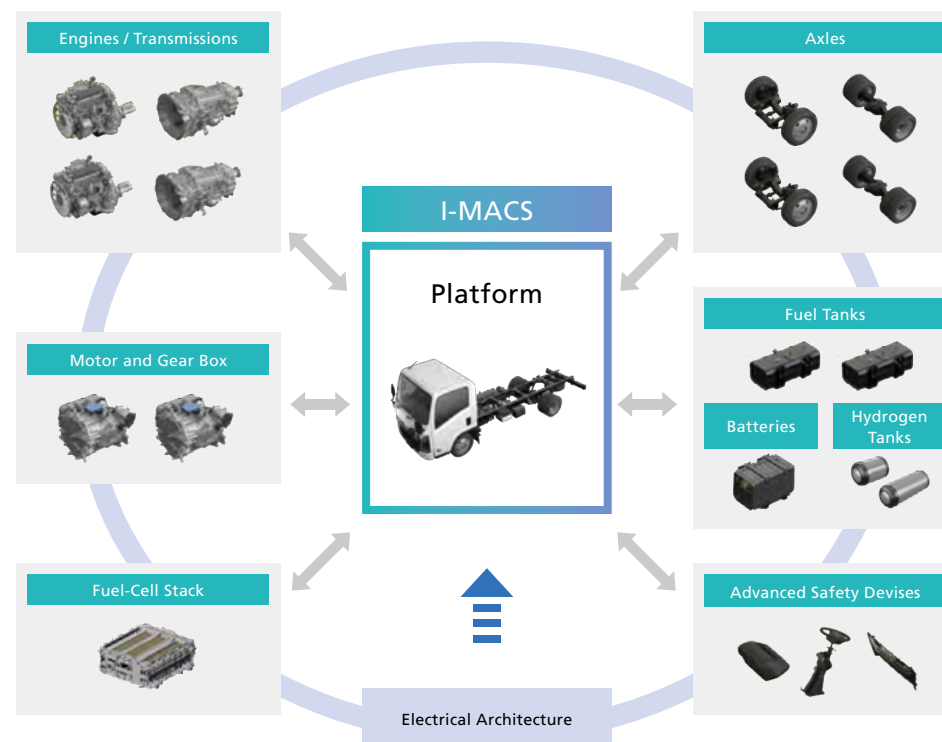 Engines / Transmissions
Axles
I-MACS
Platform
Motor and Gear Box
Fuel Tanks
Batteries
Hydrogen
Tanks
Fuel-Cell Stack
Advanced Safety Devises
Electrical Architecture